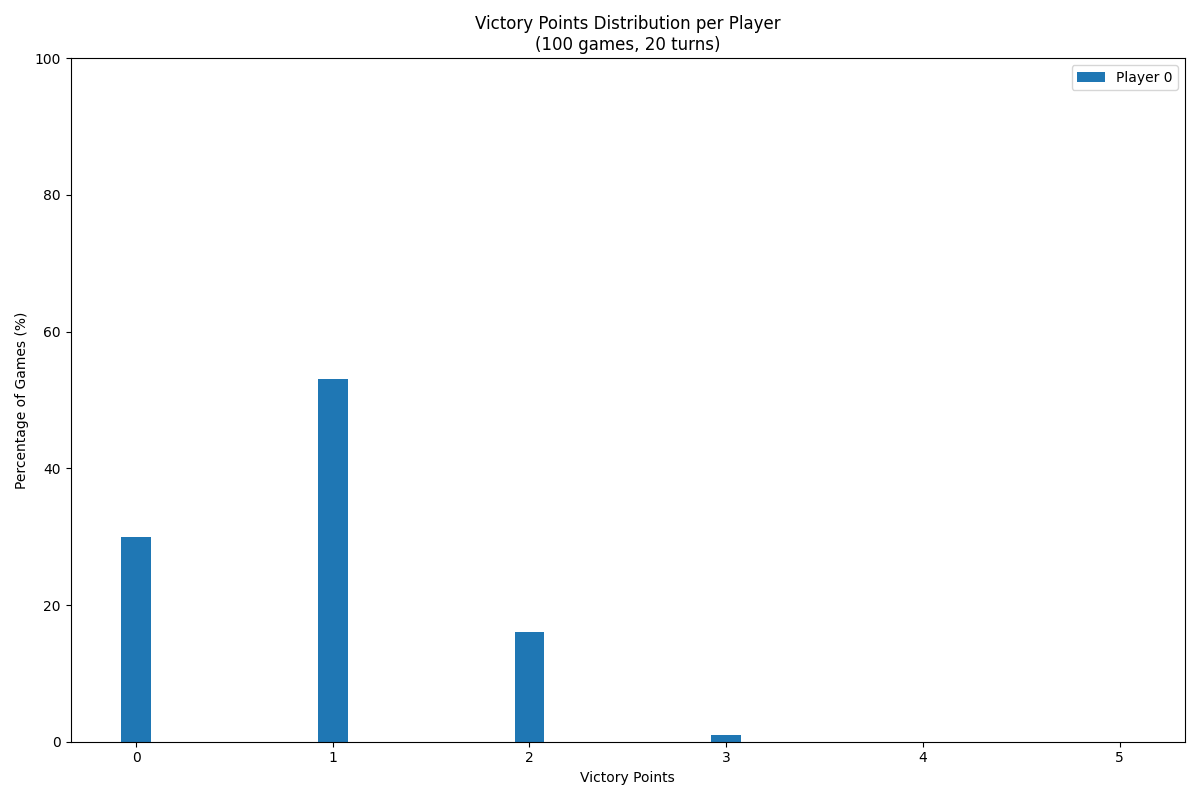 Victory Points Distribution per Player
(100 games, 20 turns)
Player 0
Percentage of Games (%)
100
80
60
40
20
0
0 1 2 3 4 5
Victory Points